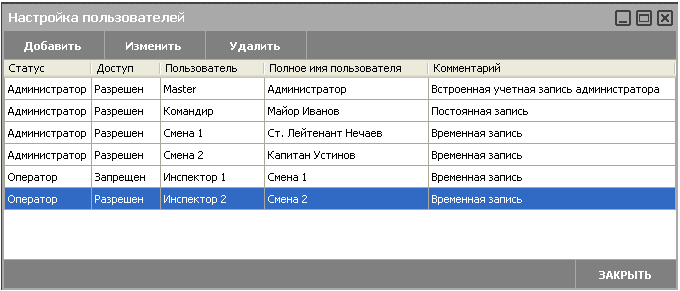 Настройка пользователей
Добавить Изменить Удалить
Статус Доступ Пользователь Полное имя пользователя Комментарий
Администратор Разрешен Master Администратор Встроенная учетная запись администратора
Администратор Разрешен Командир Майор Иванов Постоянная запись
Администратор Разрешен Смена 1 Ст. Лейтенант Нечаев Временная запись
Администратор Разрешен Смена 2 Капитан Устинов Временная запись
Оператор Запрещен Инспектор 1 Смена 1 Временная запись
Оператор Разрешен Инспектор 2 Смена 2 Временная запись
ЗАКРЫТЬ